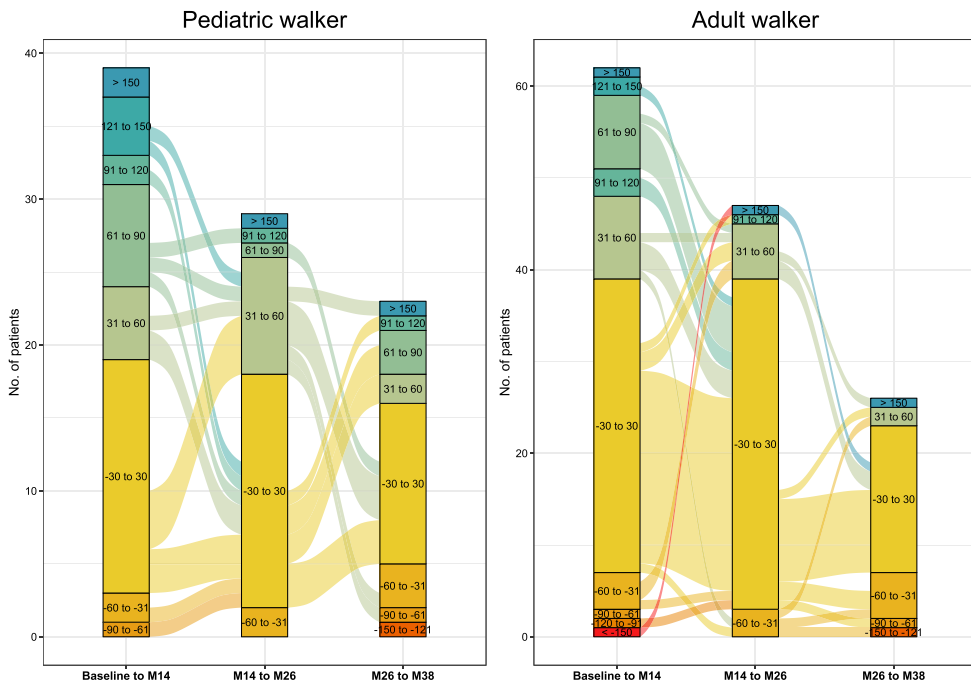 Pediatric walker
Adult walker
No. of patients
40
30
20
10
0
> 150
121 to 150
91 to 120
61 to 90
31 to 60
-30 to 30
-60 to -31
-90 to -61
> 150
91 to 120
61 to 90
31 to 60
-30 to 30
-60 to -31
> 150
91 to 120
61 to 90
31 to 60
-30 to 30
-60 to -31
-90 to -61
-150 to -121
Baseline to M14
M14 to M26
M26 to M38
No. of patients
60
40
20
0
> 150
121 to 150
61 to 90
91 to 120
31 to 60
-30 to 30
-60 to -31
-90 to -61
-120 to -91
< -150
> 150
91 to 120
31 to 60
-30 to 30
-60 to -31
> 150
31 to 60
-30 to 30
-60 to -31
-90 to -61
-150 to -121
Baseline to M14
M14 to M26
M26 to M38